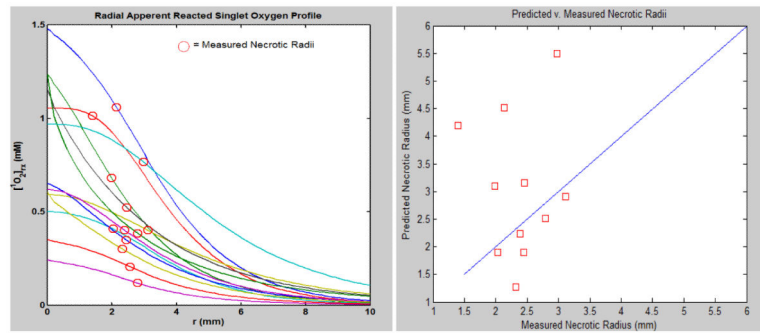 Radial Apperent Reacted Singlet Oxygen Profile
= Measured Necrotic Radii
[¹O₂]rx (mM)
1.5
1
0.5
0
0 2 4 6 8 10
r (mm)
Predicted v. Measured Necrotic Radii
Predicted Necrotic Radius (mm)
6
5.5
5
4.5
4
3.5
3
2.5
2
1.5
1
1 1.5 2 2.5 3 3.5 4 4.5 5 5.5 6
Measured Necrotic Radius (mm)